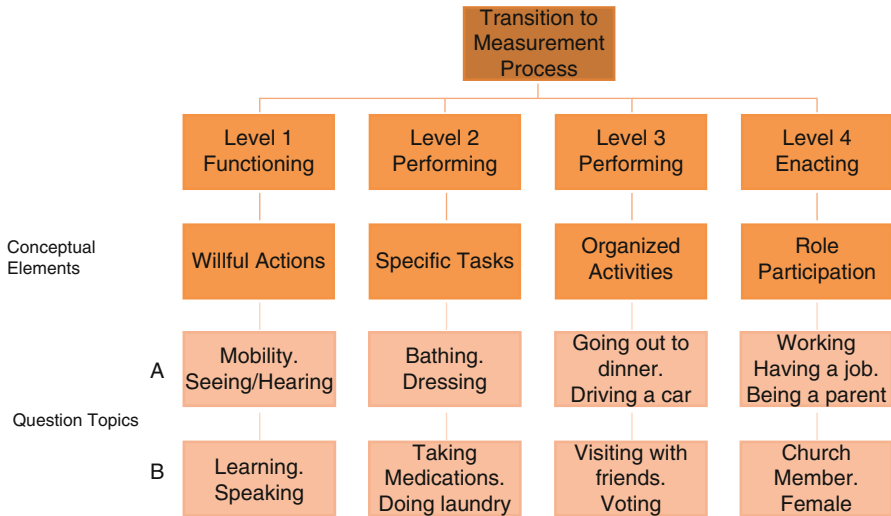 Transition to
Measurement
Process
Level 1
Functioning
Level 2
Performing
Level 3
Performing
Level 4
Enacting
Conceptual
Elements
Willful Actions
Specific Tasks
Organized
Activities
Role
Participation
A
Mobility.
Seeing/Hearing
Bathing.
Dressing
Going out to
dinner.
Driving a car
Working
Having a job.
Being a parent
Question Topics
B
Learning.
Speaking
Taking
Medications.
Doing laundry
Visiting with
friends.
Voting
Church
Member.
Female